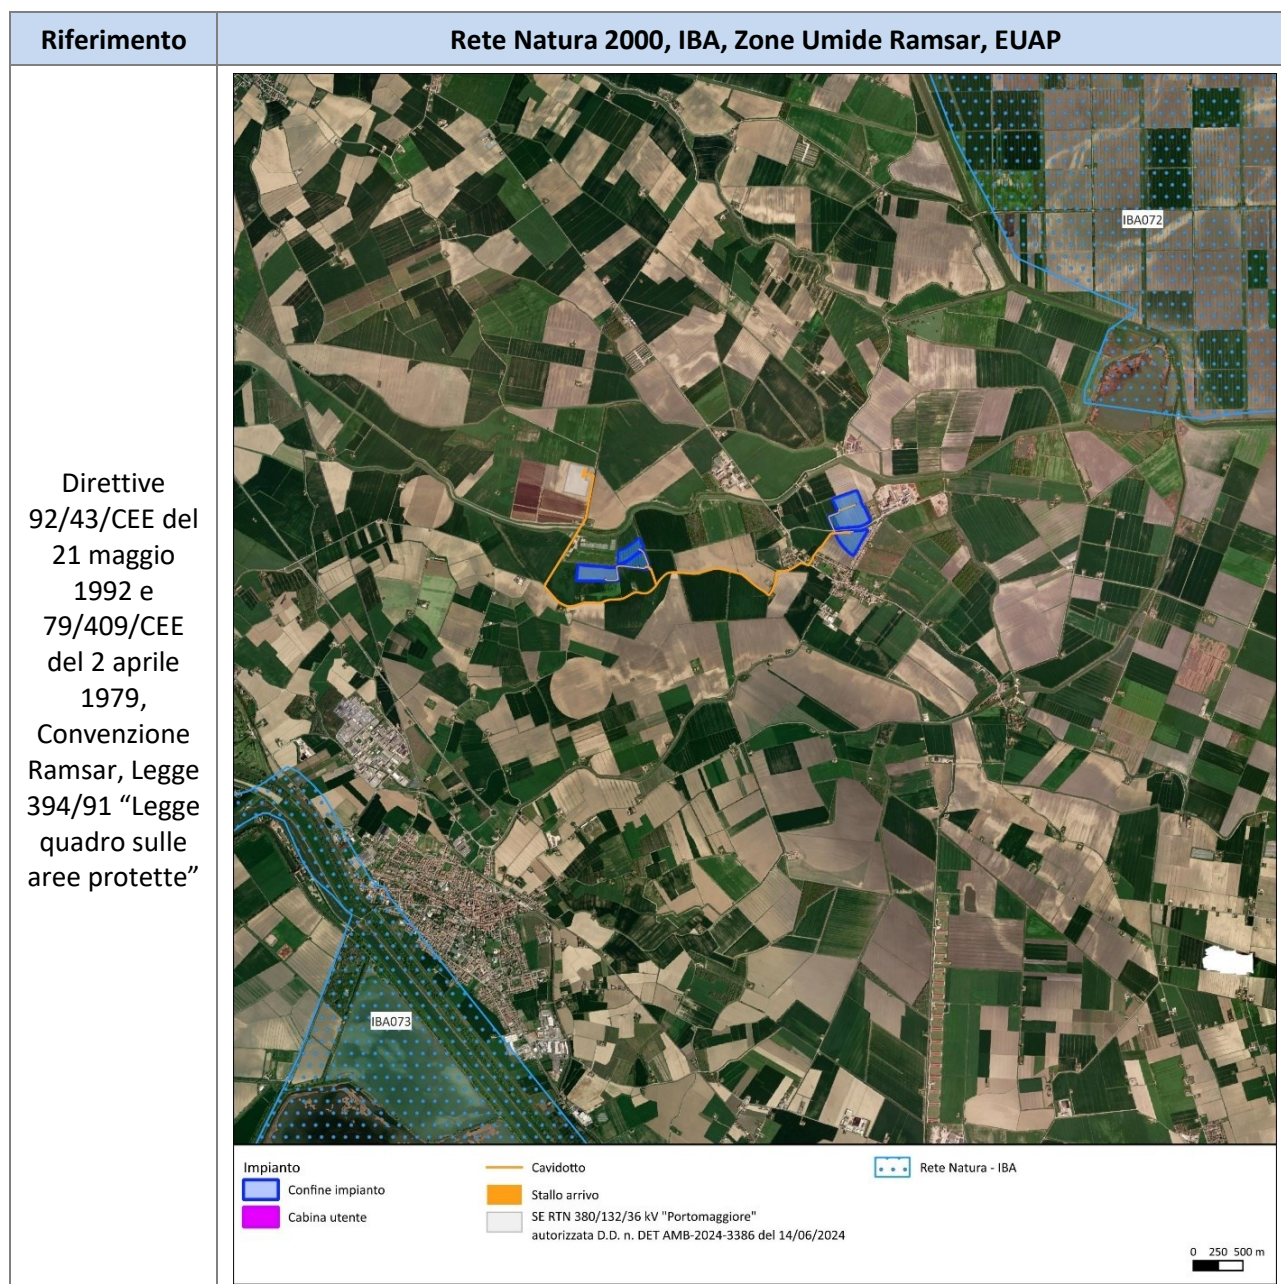 Riferimento
Rete Natura 2000, IBA, Zone Umide Ramsar, EUAP
Direttive
92/43/CEE del
21 maggio
1992 e
79/409/CEE
del 2 aprile
1979,
Convenzione
Ramsar, Legge
394/91 “Legge
quadro sulle
aree protette”
IBA072
IBA073
Impianto
Confine impianto
Cabina utente
Cavidotto
Stallo arrivo
SE RTN 380/132/36 kV "Portomaggiore"
autorizzata D.D. n. DET AMB-2024-3386 del 14/06/2024
Rete Natura - IBA
0 250 500 m